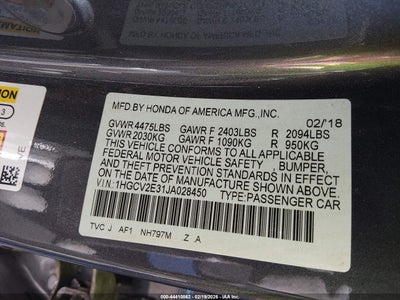 MFD BY HONDA OF AMERICA MFG.,INC.
02/18
GVWR 4475LBS GAWR F 2403LBS R 2094LBS
GVWR 2030KG GAWR F 1090KG R 950KG
THIS VEHICLE CONFORMS TO ALL APPLICABLE
FEDERAL MOTOR VEHICLE SAFETY , BUMPER,
AND THEFT PREVENTION STANDARDS IN EFFECT
ON THE DATE OF MANUFACTURE SHOWN ABOVE.
V.I.N: 1HGCV2E31JA028450 TYPE:PASSENGER CAR
TVC J AF1 NH797M Z A
000-44410082 - 02/19/2026 - IAA, LLC